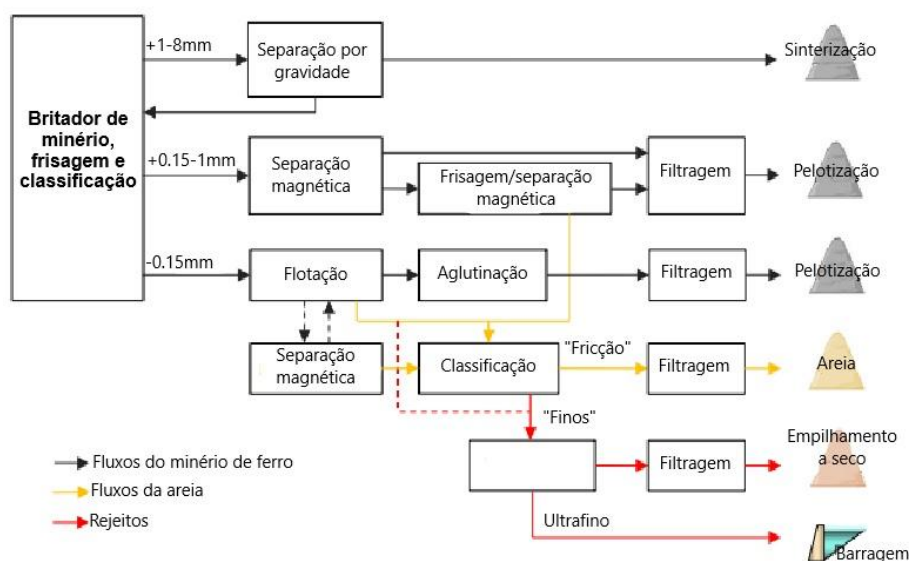 +1-8mm
Separação por
gravidade
Sinterização
Britador de
minério,
frisagem e
classificação
+0.15-1mm
Separação
magnética
Frisagem/separação
magnética
Filtragem
Pelotização
-0.15mm
Flotação
Aglutinação
Filtragem
Pelotização
Separação
magnética
Classificação
"Fricção"
Filtragem
Areia
"Finos"
Filtragem
Empilhamento
a seco
Fluxos do minério de ferro
Fluxos da areia
Rejeitos
Ultrafino
Barragem